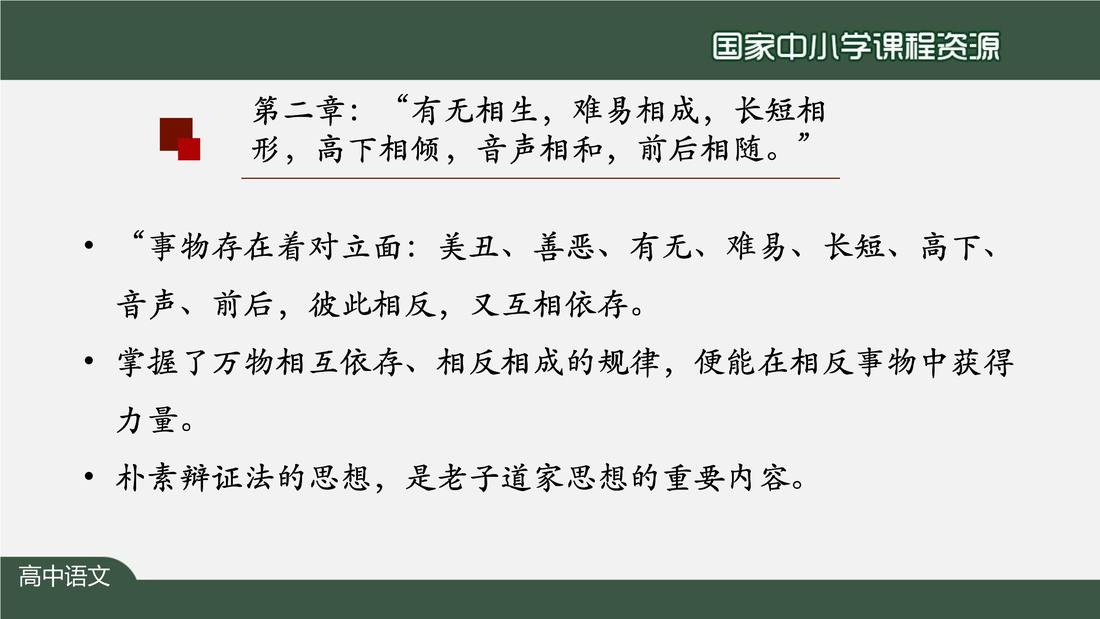 国家中小学课程资源
第二章：“有无相生，难易相成，长短相
形，高下相倾，音声相和，前后相随。”
• “事物存在着对立面：美丑、善恶、有无、难易、长短、高下、
音声、前后，彼此相反，又互相依存。
• 掌握了万物相互依存、相反相成的规律，便能在相反事物中获得
力量。
• 朴素辩证法的思想，是老子道家思想的重要内容。
高中语文